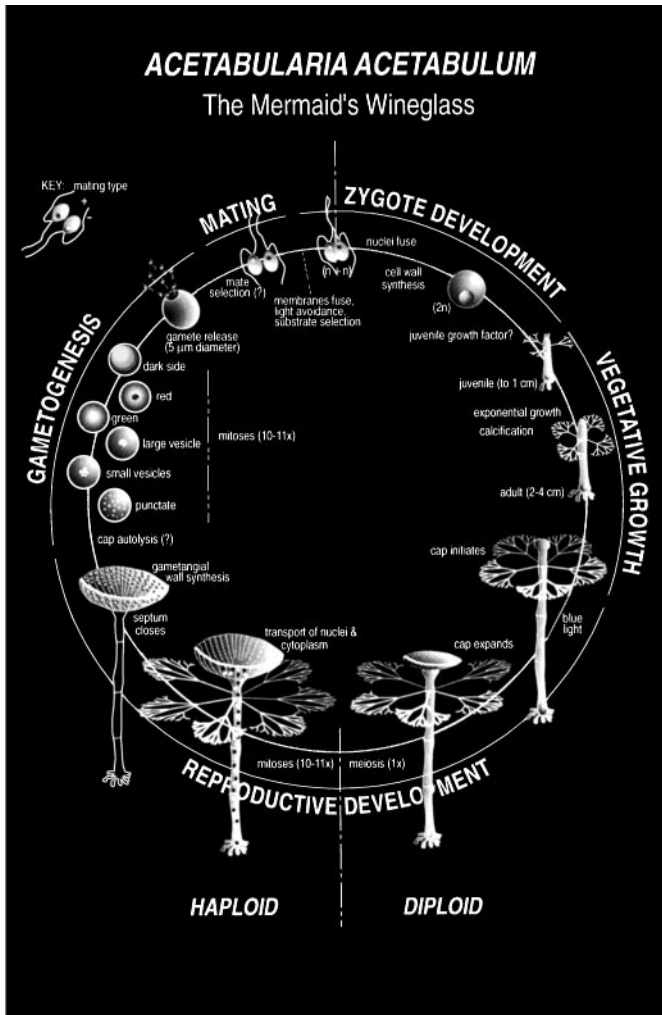 ACETABULARIA ACETABULUM
The Mermaid's Wineglass
KEY: mating type
+
-
MATING
ZYGOTE DEVELOPMENT
VEGETATIVE GROWTH
REPRODUCTIVE DEVELOPMENT
GAMETOGENESIS
nuclei fuse
(n + n)
cell wall
synthesis
(2n)
mate
selection (?)
membranes fuse,
light avoidance,
substrate selection
juvenile growth factor?
juvenile (to 1 cm)
exponential growth
calcification
adult (2-4 cm)
cap initiates
blue
light
cap expands
meiosis (1x)
mitoses (10-11x)
transport of nuclei &
cytoplasm
septum
closes
gametangial
wall synthesis
cap autolysis (?)
punctate
small vesicles
large vesicle
green
red
dark side
mitoses (10-11x)
gamete release
(5 µm diameter)
HAPLOID
DIPLOID